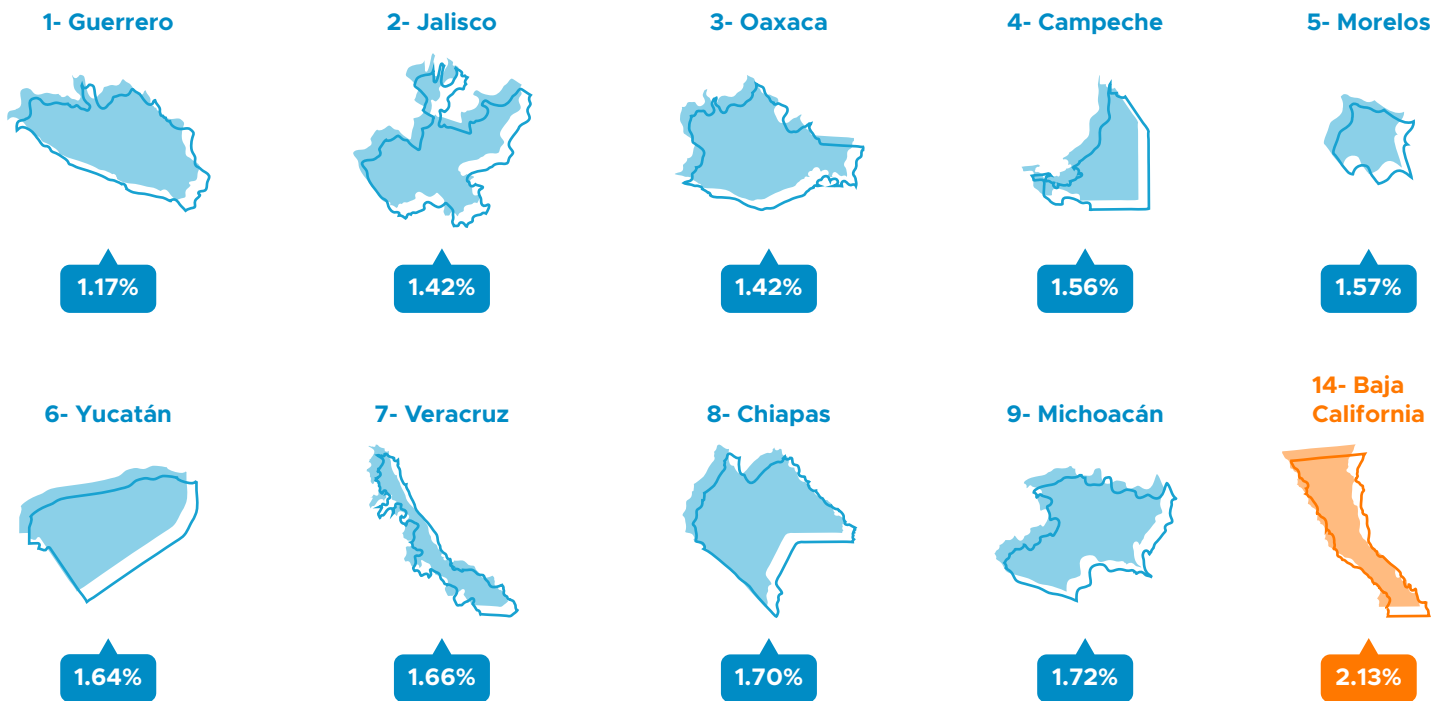 1- Guerrero
2- Jalisco
3- Oaxaca
4- Campeche
5- Morelos
1.17%
1.42%
1.42%
1.56%
1.57%
6- Yucatán
7- Veracruz
8- Chiapas
9- Michoacán
14- Baja
California
1.64%
1.66%
1.70%
1.72%
2.13%